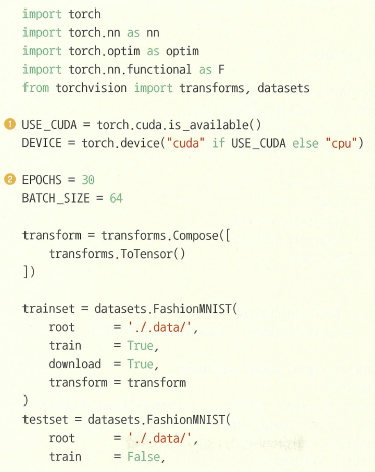 import torch
import torch.nn as nn
import torch.optim as optim
import torch.nn.functional as F
from torchvision import transforms, datasets

1 USE_CUDA = torch.cuda.is_available()
DEVICE = torch.device("cuda" if USE_CUDA else "cpu")

2 EPOCHS = 30
BATCH_SIZE = 64

transform = transforms.Compose([
    transforms.ToTensor()
])

trainset = datasets.FashionMNIST(
    root      = './.data/',
    train     = True,
    download  = True,
    transform = transform
)
testset = datasets.FashionMNIST(
    root      = './.data/',
    train     = False,